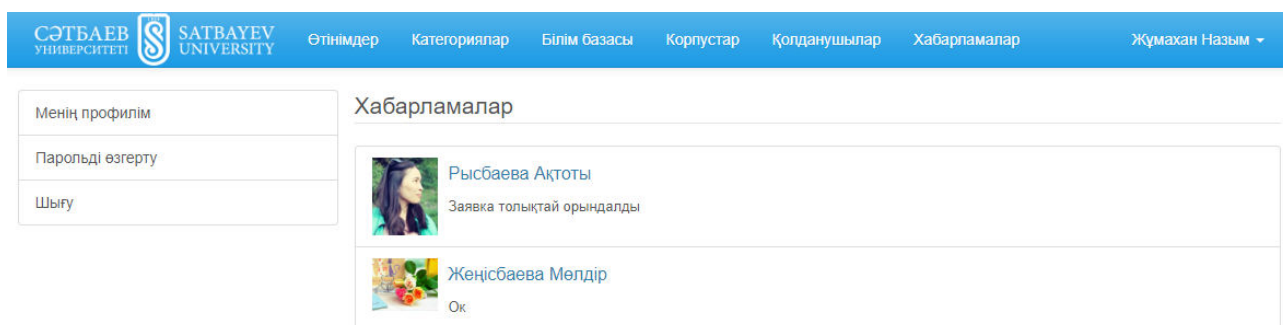 СӘТБАЕВ УНИВЕРСИТЕТІ SATBAYEV UNIVERSITY Өтінімдер Категориялар Білім базасы Корпустар Қолданушылар Хабарламалар Жұмахан Назым
Менің профилім
Парольді өзгерту
Шығу
Хабарламалар
Рысбаева Ақтоты
Заявка толықтай орындалды
Жеңісбаева Мөлдір
Ок